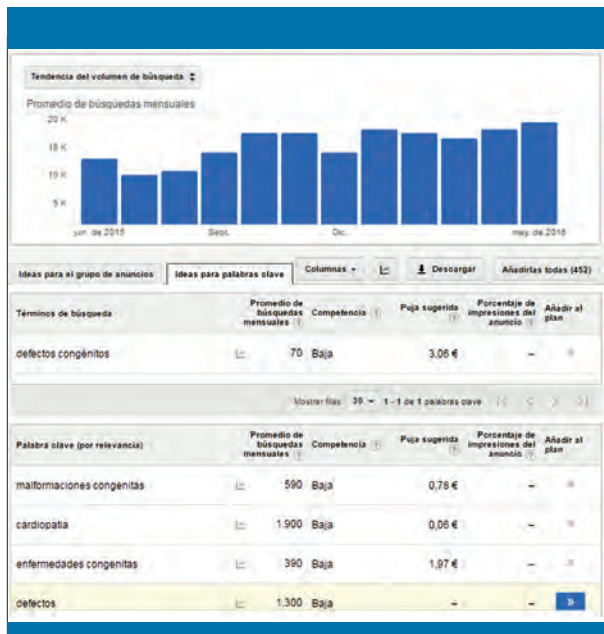 Tendencia del volumen de búsqueda
Promedio de búsquedas mensuales
20 K
15 K
10 K
5 K
jun. de 2015 Sept. Dic. may. de 2016
Ideas para el grupo de anuncios Ideas para palabras clave Columnas Descargar Añadirlas todas (452)
Términos de búsqueda Promedio de búsquedas mensuales Competencia Puja sugerida Porcentaje de impresiones del anuncio Añadir al plan
defectos congénitos 70 Baja 3,06 € – »
Mostrar filas 30 1 - 1 de 1 palabras clave
Palabra clave (por relevancia) Promedio de búsquedas mensuales Competencia Puja sugerida Porcentaje de impresiones del anuncio Añadir al plan
malformaciones congenitas 590 Baja 0,78 € – »
cardiopatia 1.900 Baja 0,06 € – »
enfermedades congenitas 390 Baja 1,97 € – »
defectos 1.300 Baja – – »